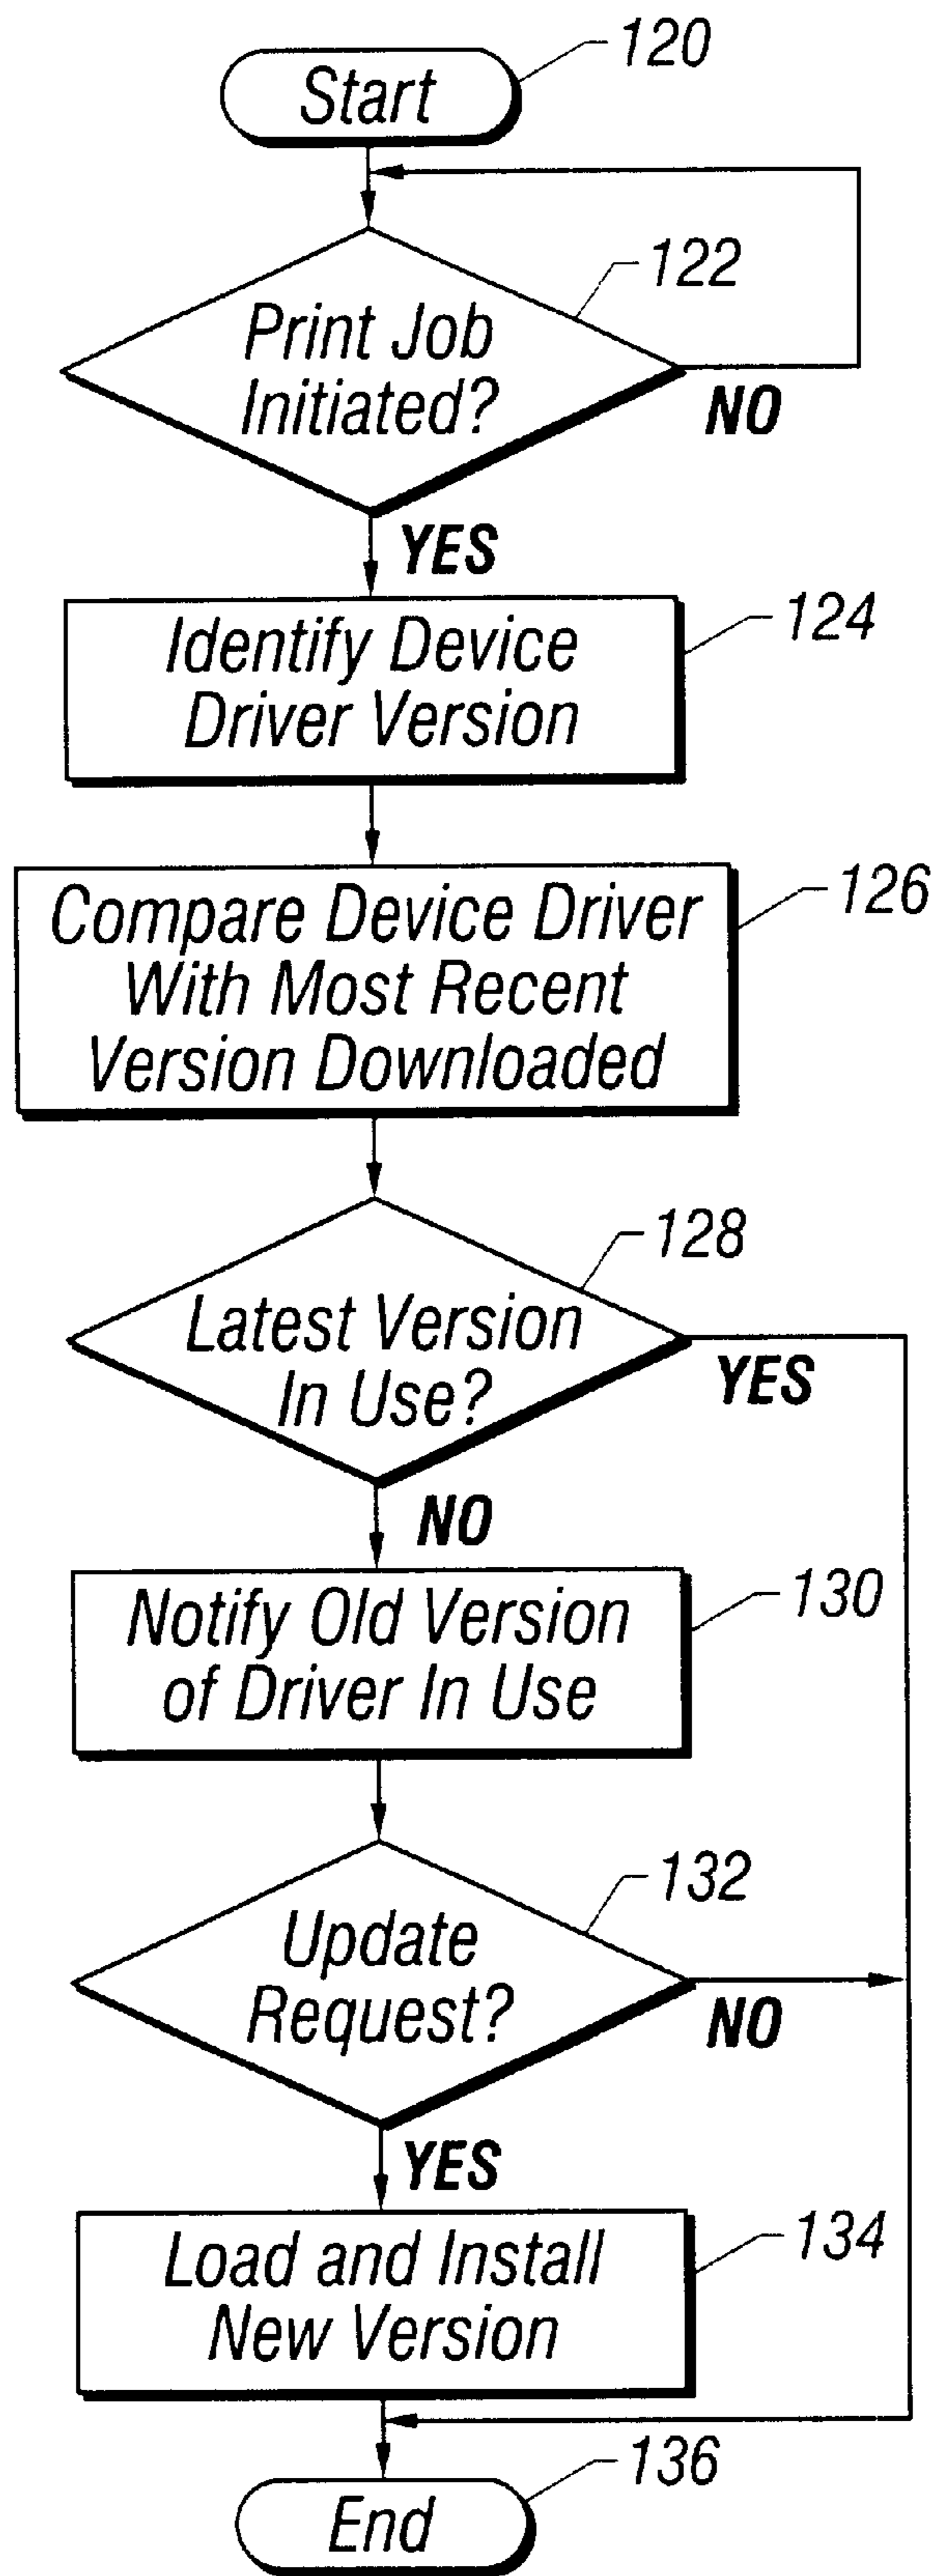 120
Start
122
Print Job
Initiated?
NO
YES
124
Identify Device
Driver Version
126
Compare Device Driver
With Most Recent
Version Downloaded
128
Latest Version
In Use?
YES
NO
130
Notify Old Version
of Driver In Use
132
Update
Request?
NO
YES
134
Load and Install
New Version
136
End